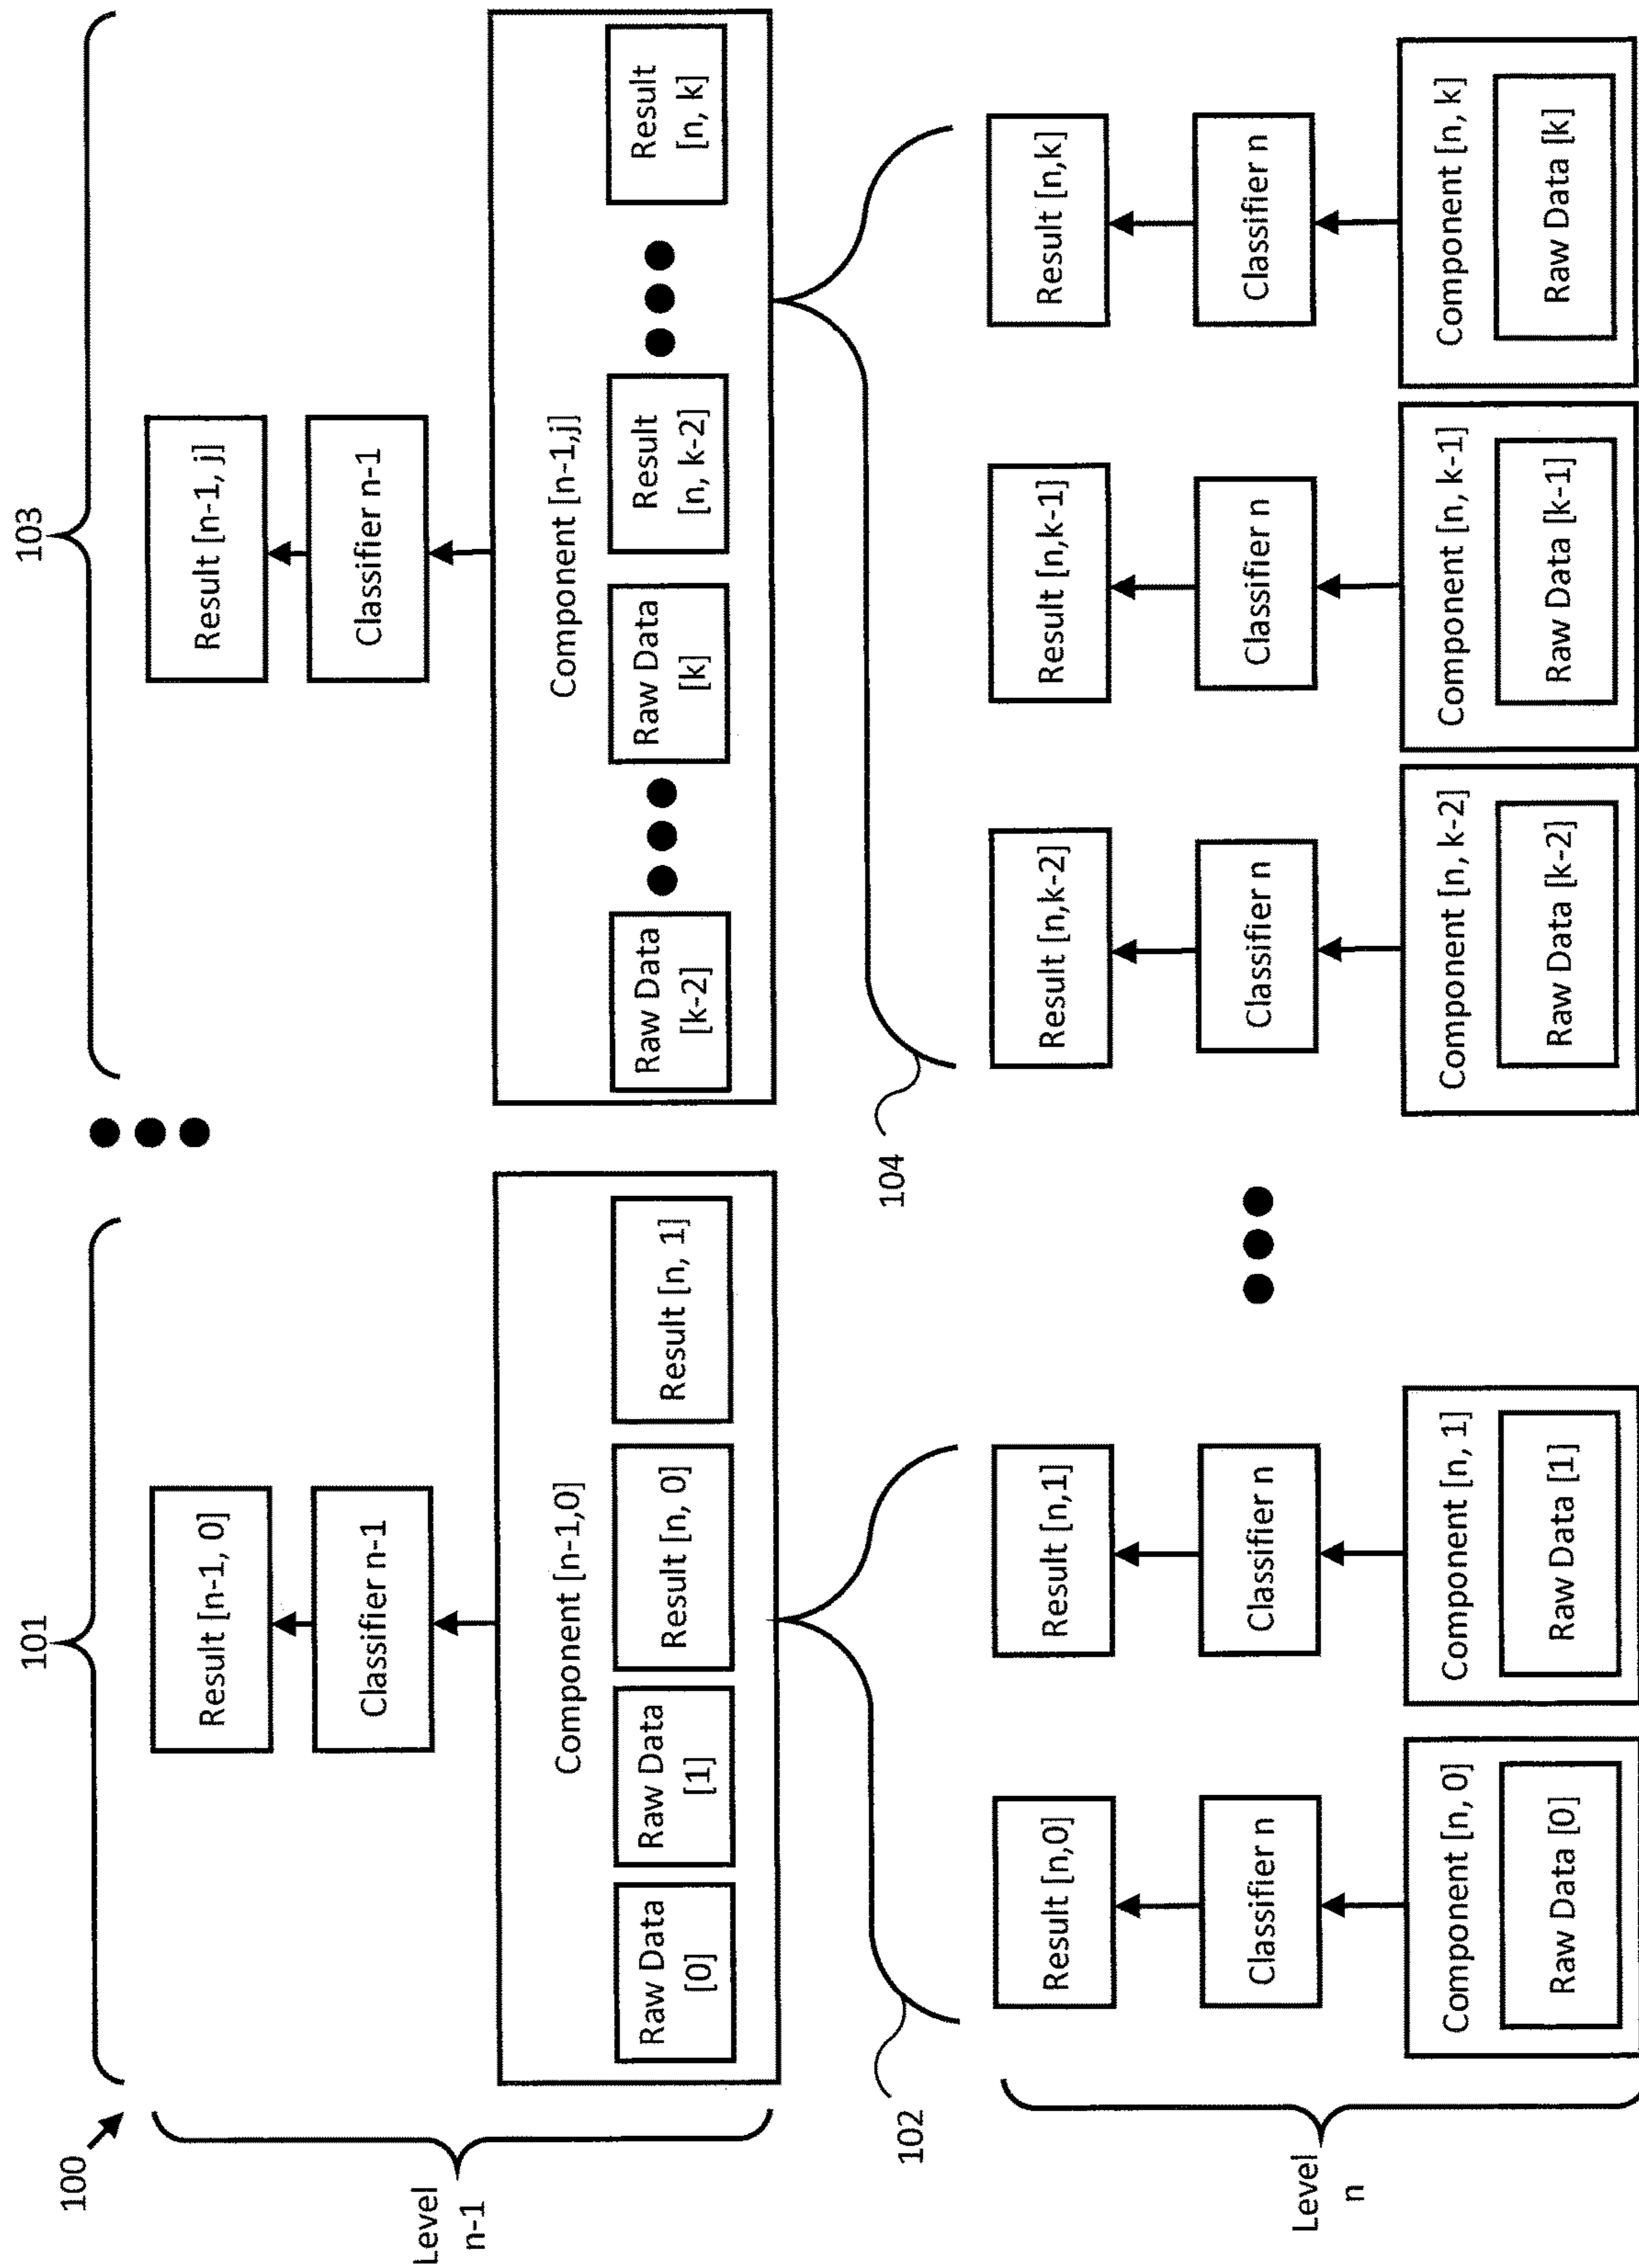 100
101
103
Level
n-1
Result [n-1, 0]
Result [n-1, j]
Classifier n-1
Classifier n-1
Component [n-1,0]
Component [n-1,j]
Raw Data
[0]
Raw Data
[1]
Result [n, 0]
Result [n, 1]
Raw Data
[k-2]
Raw Data
[k]
Result
[n, k-2]
Result
[n, k]
102
104
Level
n
Result [n,0]
Result [n,1]
Result [n,k-2]
Result [n,k-1]
Result [n,k]
Classifier n
Classifier n
Classifier n
Classifier n
Classifier n
Component [n, 0]
Component [n, 1]
Component [n, k-2]
Component [n, k-1]
Component [n, k]
Raw Data [0]
Raw Data [1]
Raw Data [k-2]
Raw Data [k-1]
Raw Data [k]